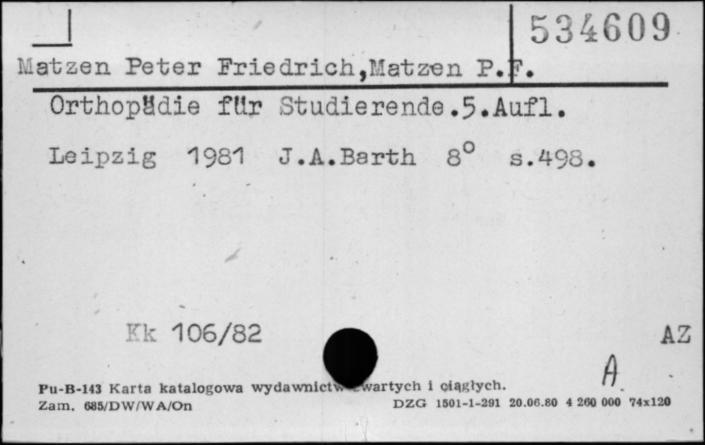 534609
Matzen Peter Friedrich,Matzen P.F.
Orthopädie für Studierende.5.Aufl.
Leipzig 1981 J.A.Barth 8° s.498.
Kk 106/82
AZ
A
Pu-B-143 Karta katalogowa wydawnictw zwartych i ciągłych.
Zam. 685/DW/WA/On DZG 1501-1-291 20.06.80 4 260 000 74x120